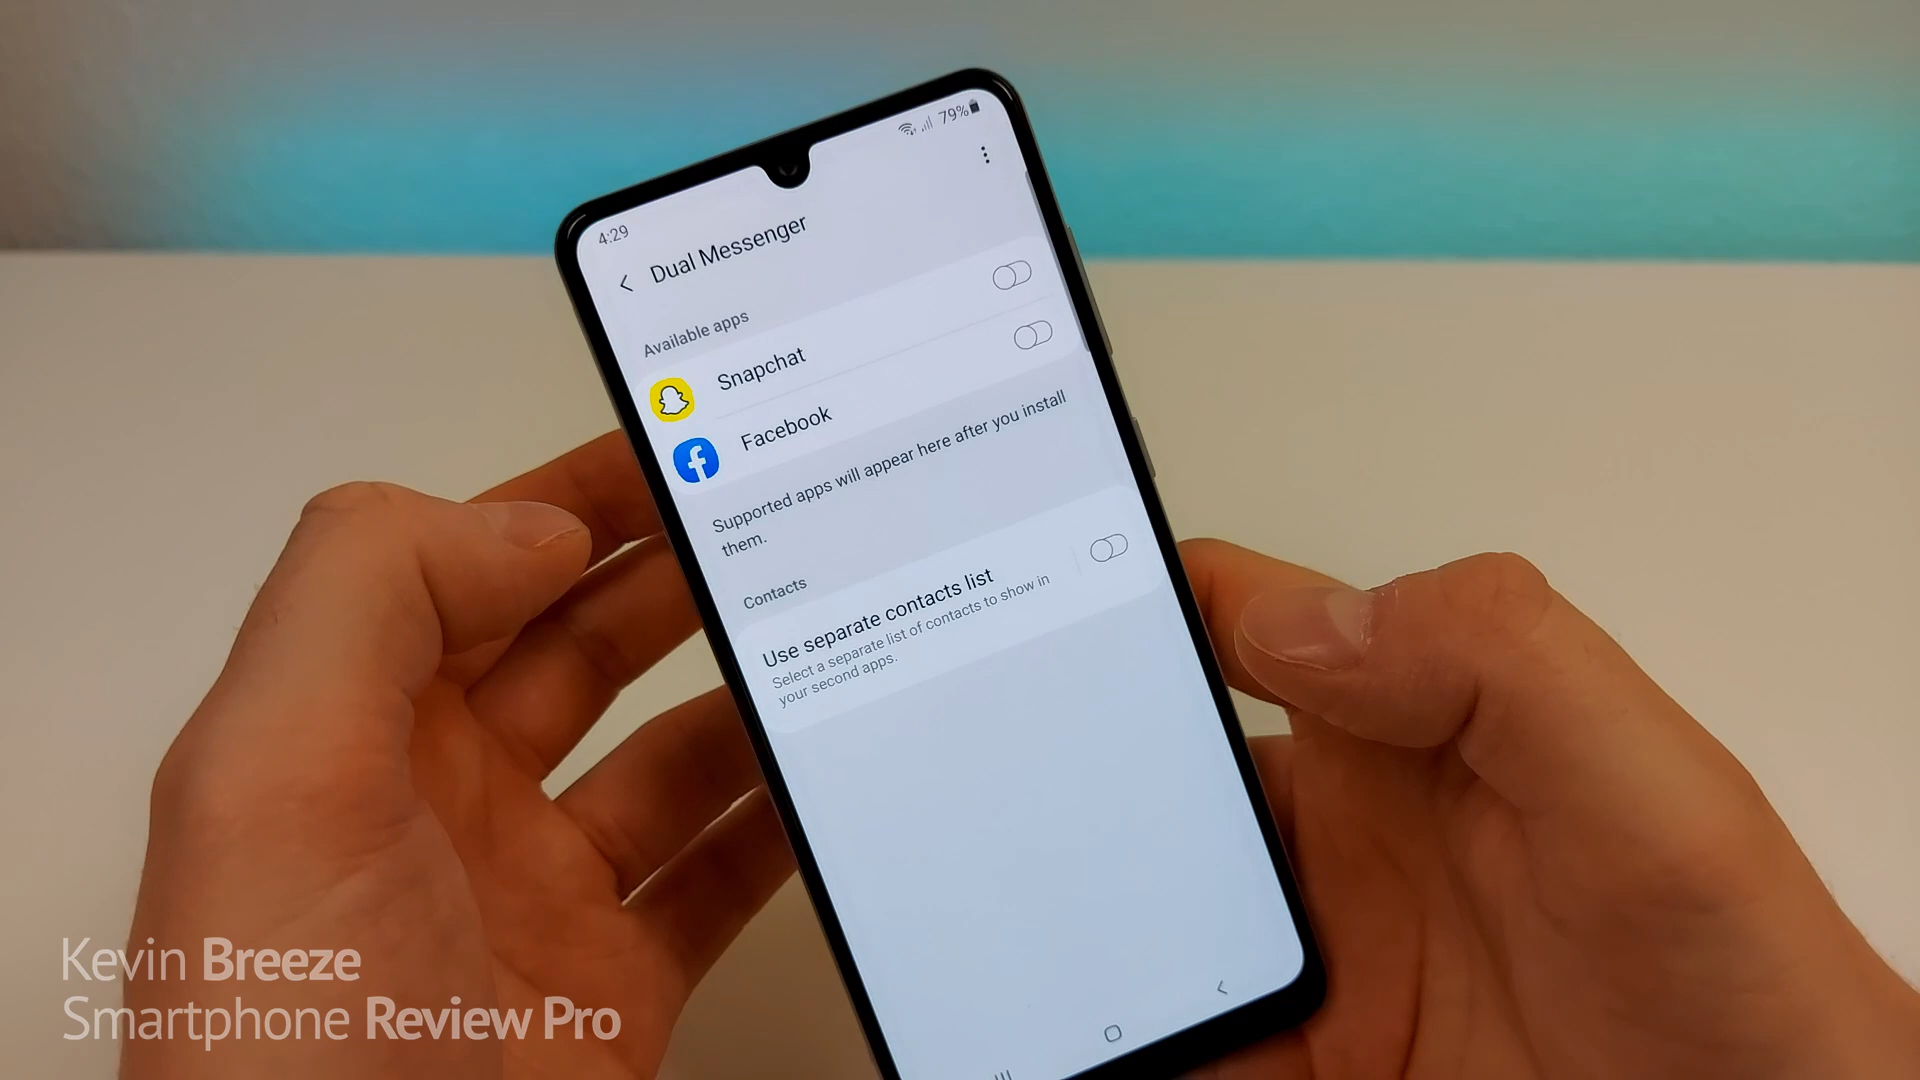 79%
4:29
Dual Messenger
Available apps
Snapchat
Facebook
Supported apps will appear here after you install
them.
Contacts
Use separate contacts list
Select a separate list of contacts to show in
your second apps.
Kevin Breeze
Smartphone Review Pro